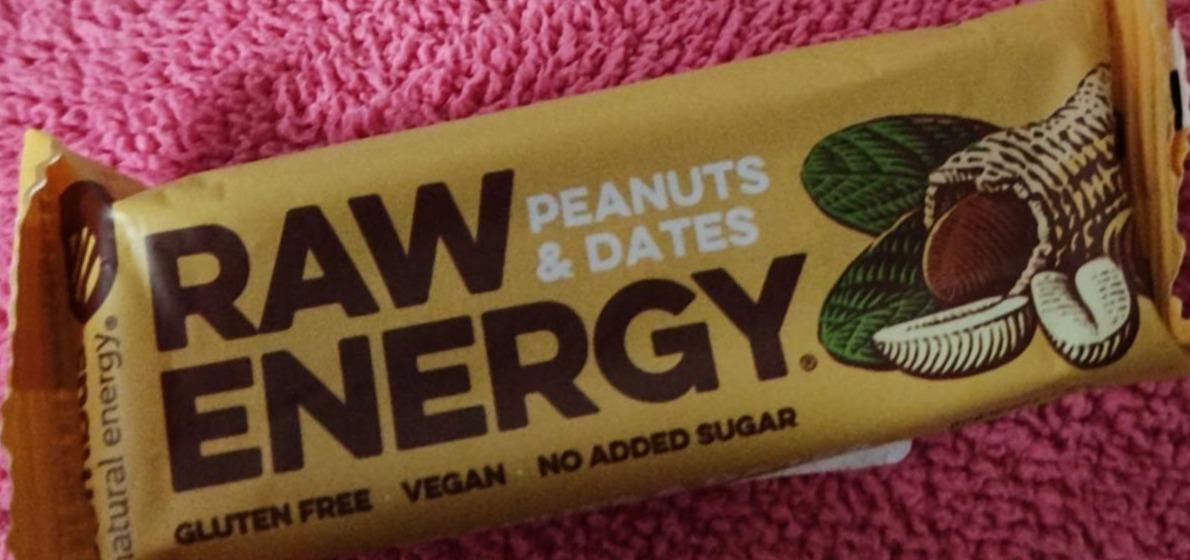 RAW
PEANUTS
& DATES
ENERGY®
GLUTEN FREE VEGAN NO ADDED SUGAR
natural energy®